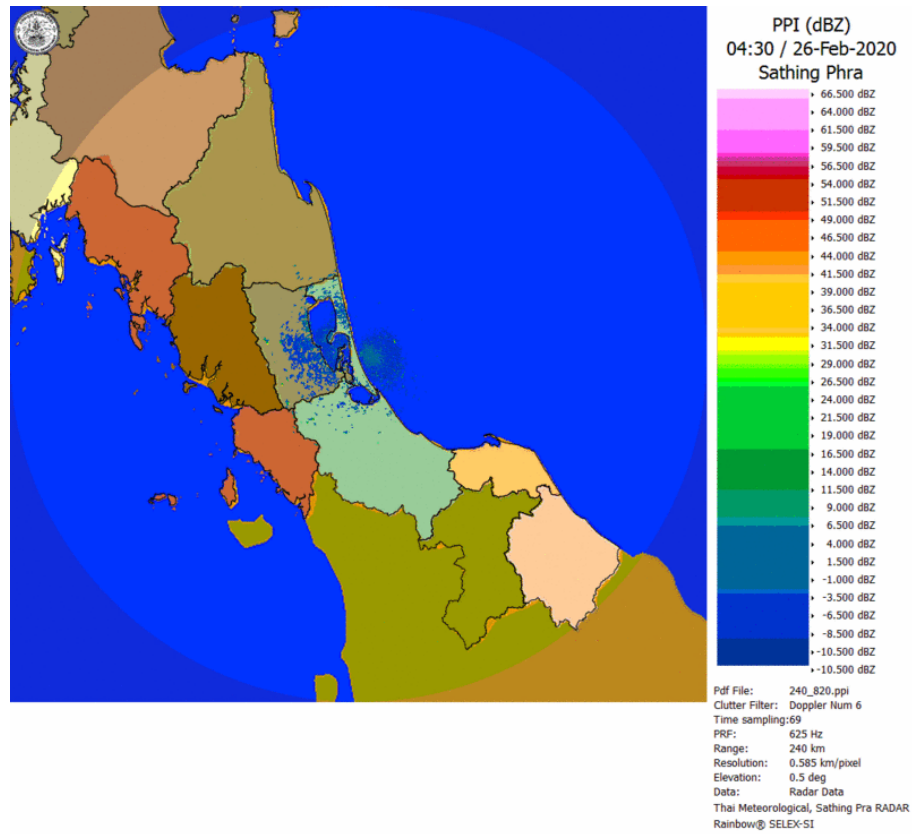 PPI (dBZ)
04:30 / 26-Feb-2020
Sathing Phra
66.500 dBZ
64.000 dBZ
61.500 dBZ
59.500 dBZ
56.500 dBZ
54.000 dBZ
51.500 dBZ
49.000 dBZ
46.500 dBZ
44.000 dBZ
41.500 dBZ
39.000 dBZ
36.500 dBZ
34.000 dBZ
31.500 dBZ
29.000 dBZ
26.500 dBZ
24.000 dBZ
21.500 dBZ
19.000 dBZ
16.500 dBZ
14.000 dBZ
11.500 dBZ
9.000 dBZ
6.500 dBZ
4.000 dBZ
1.500 dBZ
-1.000 dBZ
-3.500 dBZ
-6.500 dBZ
-8.500 dBZ
-10.500 dBZ
-10.500 dBZ
Pdf File: 240_820.ppi
Clutter Filter: Doppler Num 6
Time sampling:69
PRF: 625 Hz
Range: 240 km
Resolution: 0.585 km/pixel
Elevation: 0.5 deg
Data: Radar Data
Thai Meteorological, Sathing Pra RADAR
Rainbow® SELEX-SI